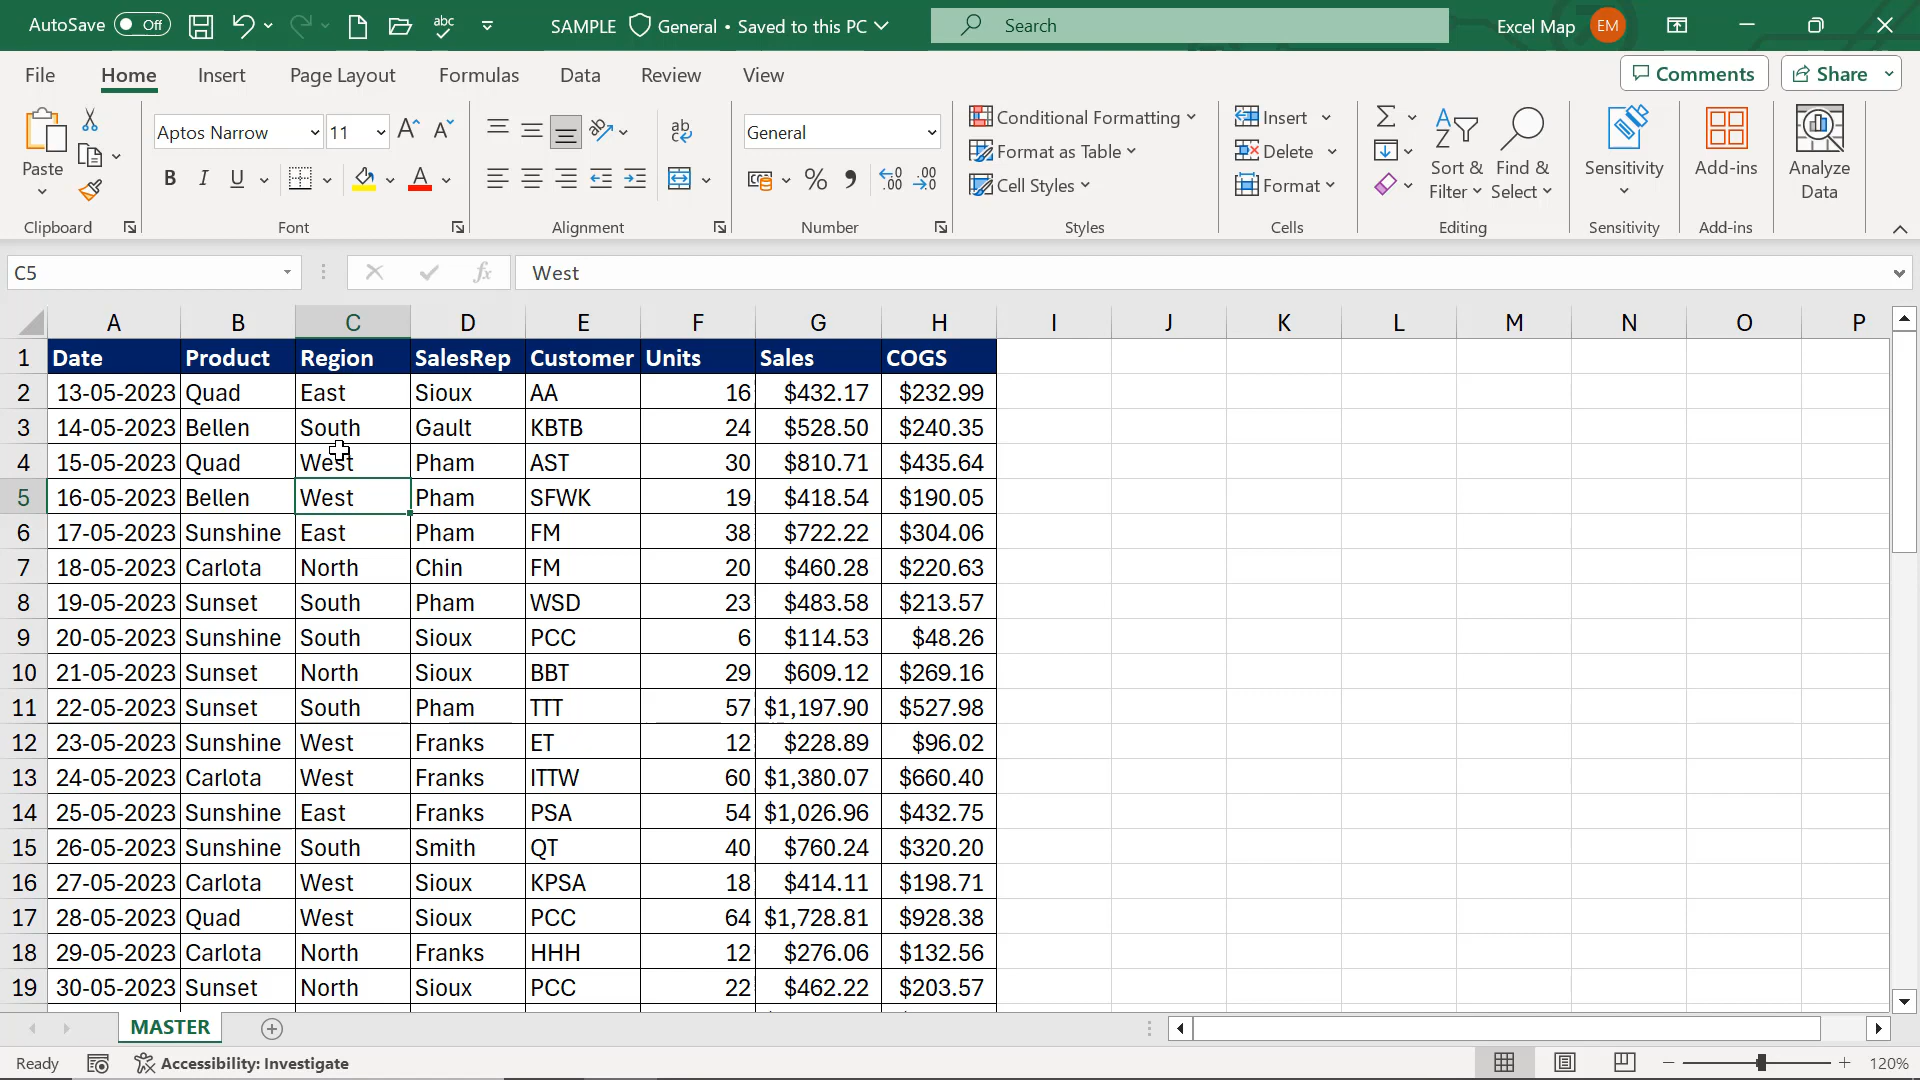 AutoSave Off SAMPLE General • Saved to this PC Search Excel Map EM
File Home Insert Page Layout Formulas Data Review View Comments Share
Paste Aptos Narrow 11 General Conditional Formatting Format as Table Cell Styles Insert Delete Format Sort & Filter Find & Select Sensitivity Add-ins Analyze Data
Clipboard Font Alignment Number Styles Cells Editing Sensitivity Add-ins
C5 fx West
A B C D E F G H I J K L M N O P
1 Date Product Region SalesRep Customer Units Sales COGS
2 13-05-2023 Quad East Sioux AA 16 $432.17 $232.99
3 14-05-2023 Bellen South Gault KBTB 24 $528.50 $240.35
4 15-05-2023 Quad West Pham AST 30 $810.71 $435.64
5 16-05-2023 Bellen West Pham SFWK 19 $418.54 $190.05
6 17-05-2023 Sunshine East Pham FM 38 $722.22 $304.06
7 18-05-2023 Carlota North Chin FM 20 $460.28 $220.63
8 19-05-2023 Sunset South Pham WSD 23 $483.58 $213.57
9 20-05-2023 Sunshine South Sioux PCC 6 $114.53 $48.26
10 21-05-2023 Sunset North Sioux BBT 29 $609.12 $269.16
11 22-05-2023 Sunset South Pham TTT 57 $1,197.90 $527.98
12 23-05-2023 Sunshine West Franks ET 12 $228.89 $96.02
13 24-05-2023 Carlota West Franks ITTW 60 $1,380.07 $660.40
14 25-05-2023 Sunshine East Franks PSA 54 $1,026.96 $432.75
15 26-05-2023 Sunshine South Smith QT 40 $760.24 $320.20
16 27-05-2023 Carlota West Sioux KPSA 18 $414.11 $198.71
17 28-05-2023 Quad West Sioux PCC 64 $1,728.81 $928.38
18 29-05-2023 Carlota North Franks HHH 12 $276.06 $132.56
19 30-05-2023 Sunset North Sioux PCC 22 $462.22 $203.57
MASTER
Ready Accessibility: Investigate 120%